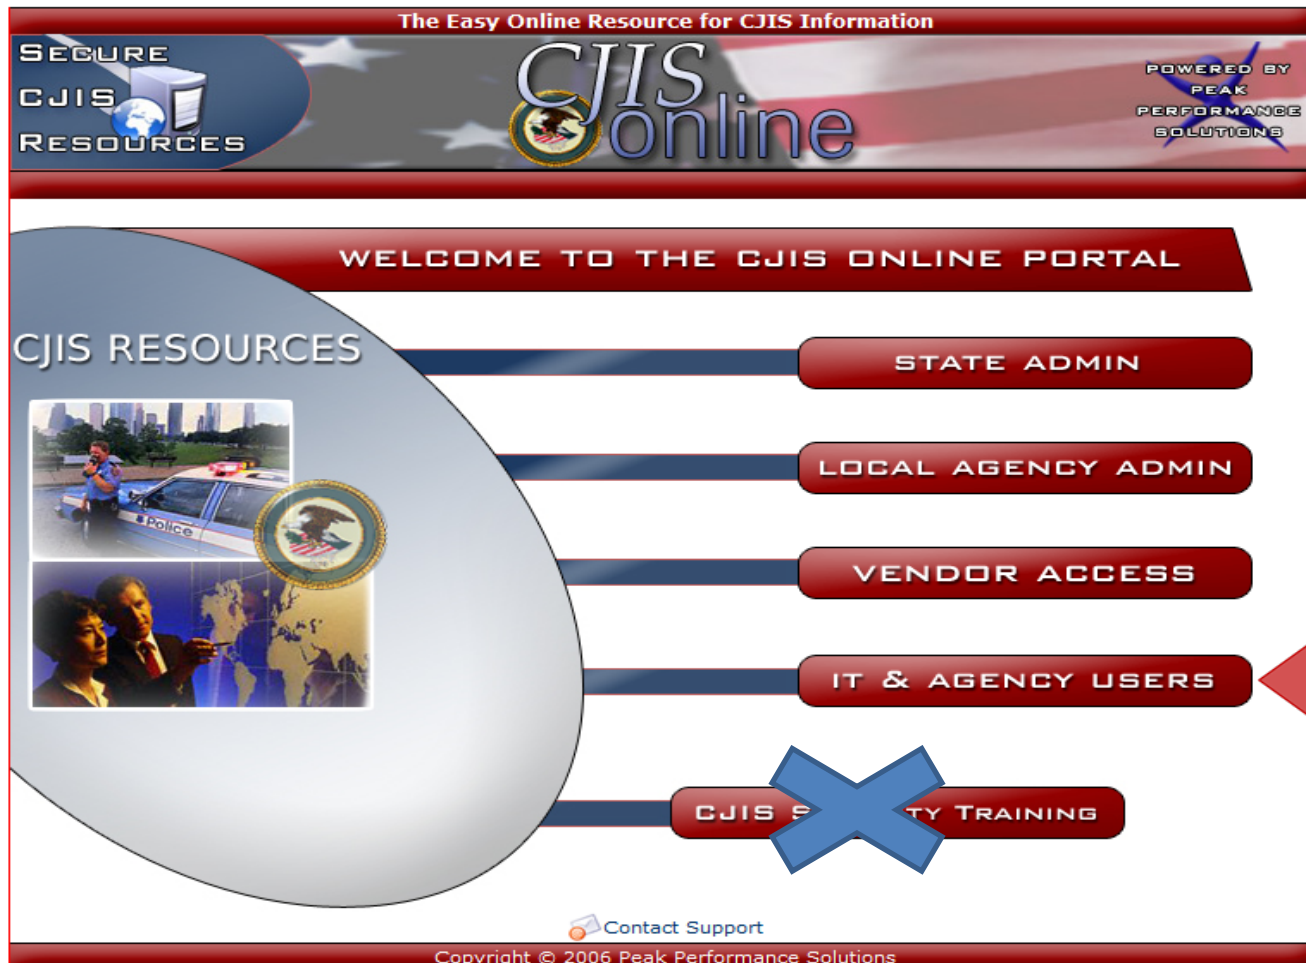 The Easy Online Resource for CJIS Information
SECURE
CJIS
RESOURCES
CJIS
online
POWERED BY
PEAK
PERFORMANCE
SOLUTIONS
WELCOME TO THE CJIS ONLINE PORTAL
CJIS RESOURCES
STATE ADMIN
LOCAL AGENCY ADMIN
Police
VENDOR ACCESS
IT & AGENCY USERS
CJIS TRAINING
Contact Support
Copyright © 2006 Peak Performance Solutions